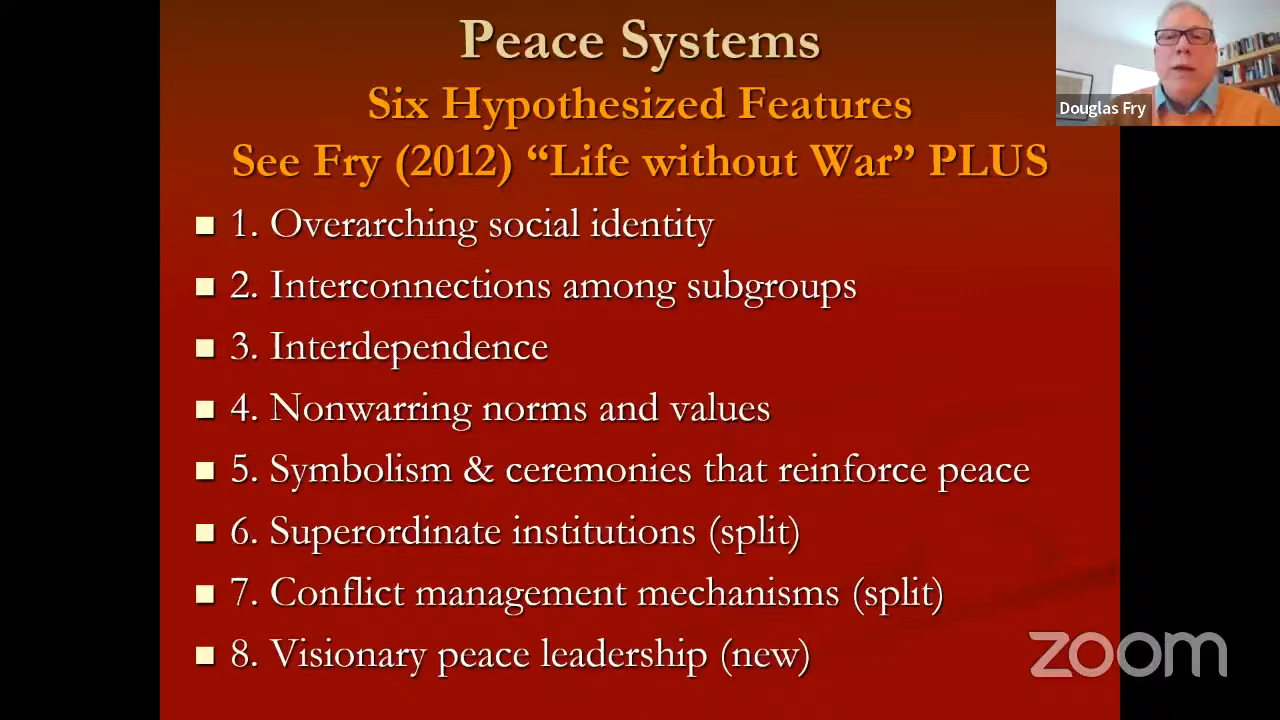 Peace Systems
Six Hypothesized Features
See Fry (2012) “Life without War” PLUS
1. Overarching social identity
2. Interconnections among subgroups
3. Interdependence
4. Nonwarring norms and values
5. Symbolism & ceremonies that reinforce peace
6. Superordinate institutions (split)
7. Conflict management mechanisms (split)
8. Visionary peace leadership (new)
Douglas Fry
zoom